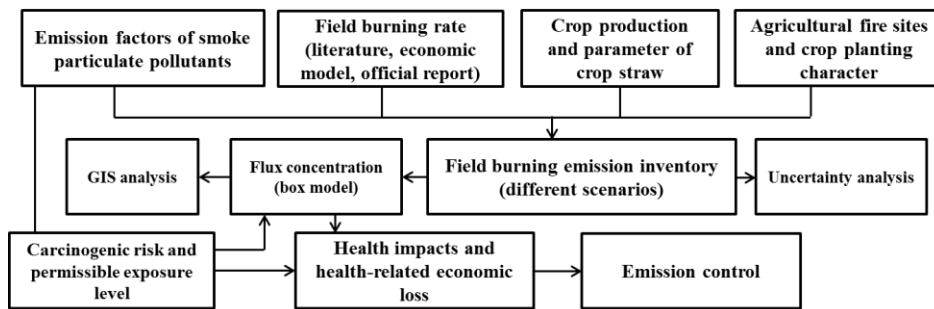 Emission factors of smoke
particulate pollutants
Field burning rate
(literature, economic
model, official report)
Crop production
and parameter of
crop straw
Agricultural fire sites
and crop planting
character
GIS analysis
Flux concentration
(box model)
Field burning emission inventory
(different scenarios)
Uncertainty analysis
Carcinogenic risk and
permissible exposure
level
Health impacts and
health-related economic
loss
Emission control